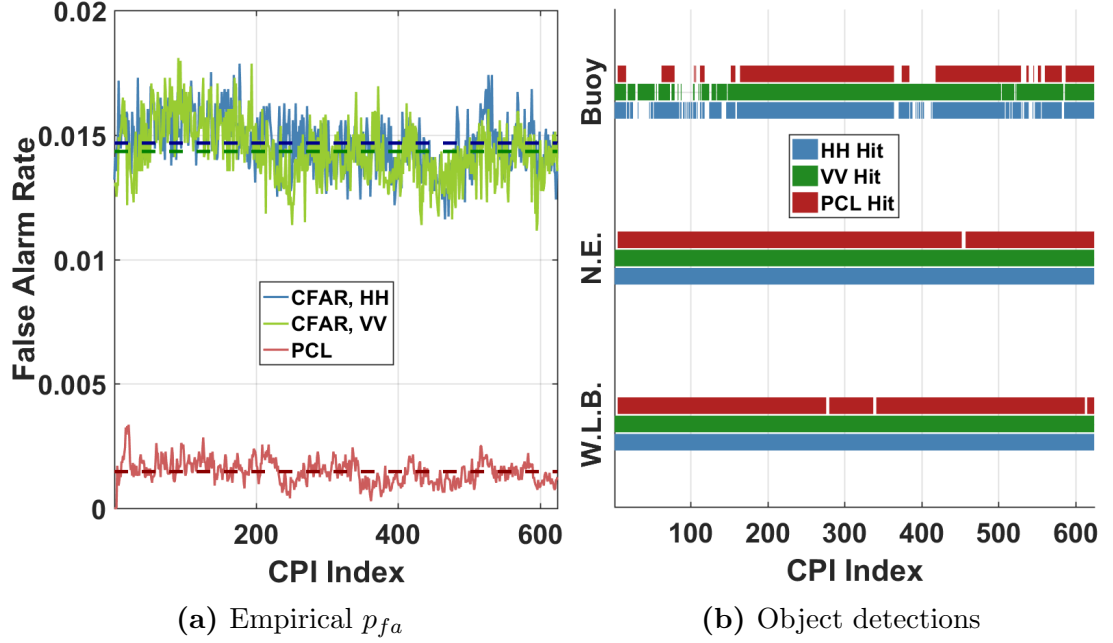 0.02
0.015
0.01
0.005
0
False Alarm Rate
CFAR, HH
CFAR, VV
PCL
200
400
600
CPI Index
(a) Empirical p_{fa}
Buoy
N.E.
W.L.B.
HH Hit
VV Hit
PCL Hit
100
200
300
400
500
600
CPI Index
(b) Object detections